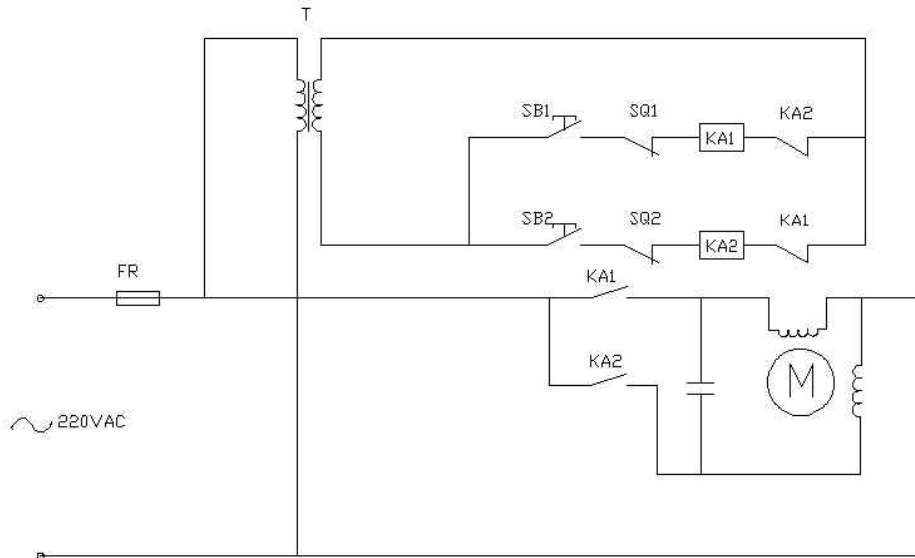 T
SB1 SQ1 KA1 KA2
SB2 SQ2 KA2 KA1
FR
KA1
KA2
M
220VAC